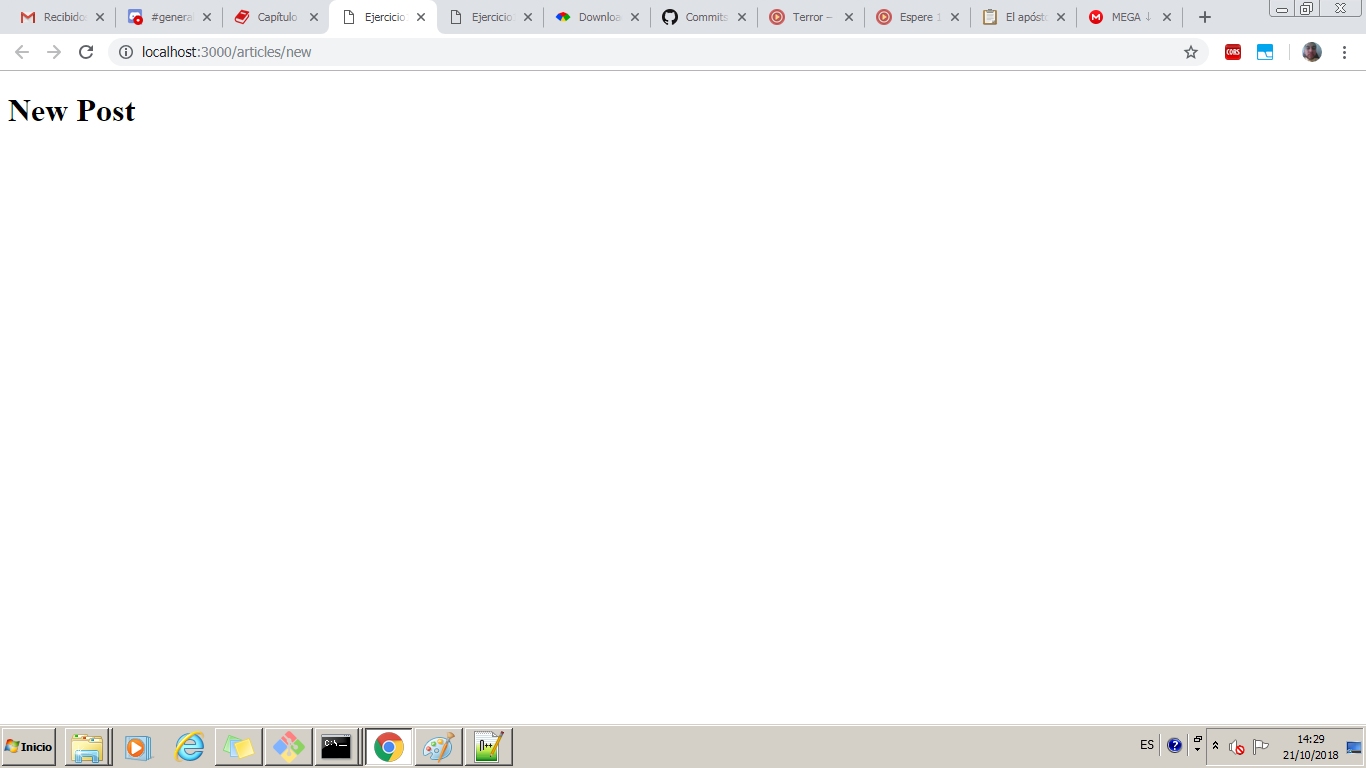 Recibidos
#genera
Capítulo
Ejercicio
Ejercicio
Downloa
Commits
Terror –
Espere 1
El apósto
MEGA
localhost:3000/articles/new
CORS
New Post
Inicio
C:\
ES
14:29
21/10/2018